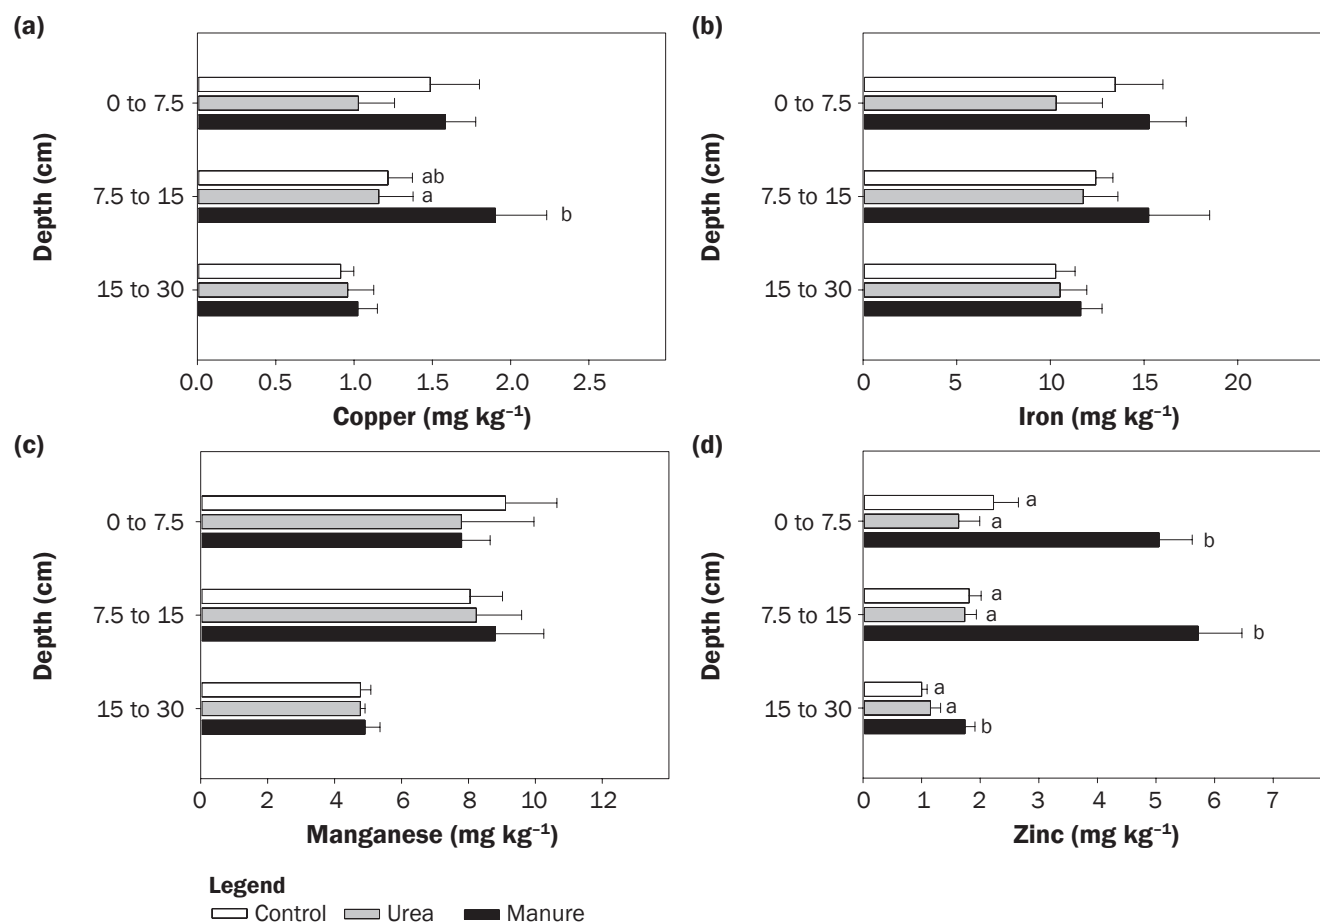 (a)
Depth (cm)
0 to 7.5
7.5 to 15
15 to 30
ab
a
b
0.0 0.5 1.0 1.5 2.0 2.5
Copper (mg kg⁻¹)
(b)
Depth (cm)
0 to 7.5
7.5 to 15
15 to 30
0 5 10 15 20
Iron (mg kg⁻¹)
(c)
Depth (cm)
0 to 7.5
7.5 to 15
15 to 30
0 2 4 6 8 10 12
Manganese (mg kg⁻¹)
(d)
Depth (cm)
0 to 7.5
7.5 to 15
15 to 30
a
a
b
a
a
b
a
a
b
0 1 2 3 4 5 6 7
Zinc (mg kg⁻¹)
Legend
Control Urea Manure